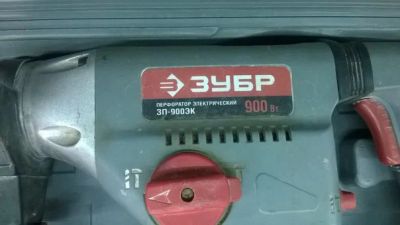 ЗУБР
ПЕРФОРАТОР ЭЛЕКТРИЧЕСКИЙ
ЗП-900ЭК 900 Вт